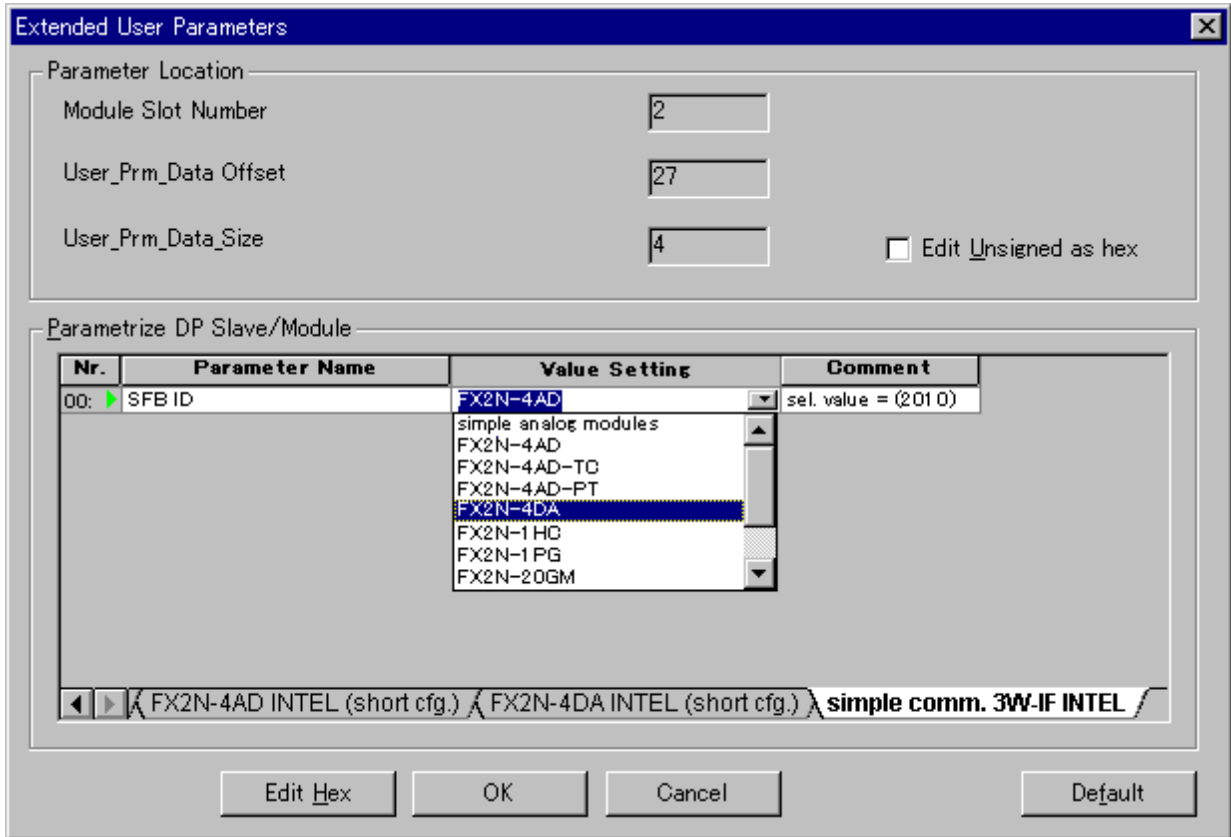 Extended User Parameters
Parameter Location
Module Slot Number 2
User_Prm_Data Offset 27
User_Prm_Data_Size 4 Edit Unsigned as hex
Parametrize DP Slave/Module
Nr. Parameter Name Value Setting Comment
00: SFB ID FX2N-4AD sel. value = (2010)
simple analog modules
FX2N-4AD
FX2N-4AD-TC
FX2N-4AD-PT
FX2N-4DA
FX2N-1HC
FX2N-1PG
FX2N-20GM
FX2N-4AD INTEL (short cfg.) FX2N-4DA INTEL (short cfg.) simple comm. 3W-IF INTEL
Edit Hex OK Cancel Default